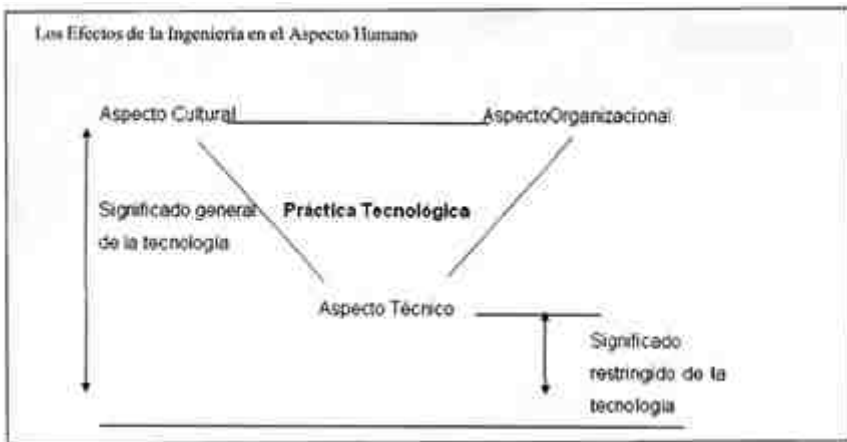 Los Efectos de la Ingeniería en el Aspecto Humano
Aspecto Cultural
AspectoOrganizacional
Significado general
de la tecnología
Práctica Tecnológica
Aspecto Técnico
Significado
restringido de la
tecnología